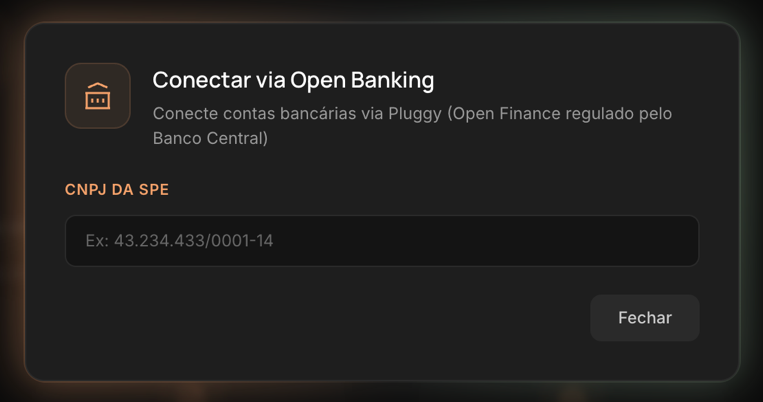 Conectar via Open Banking
Conecte contas bancárias via Pluggy (Open Finance regulado pelo
Banco Central)
CNPJ DA SPE
Ex: 43.234.433/0001-14
Fechar